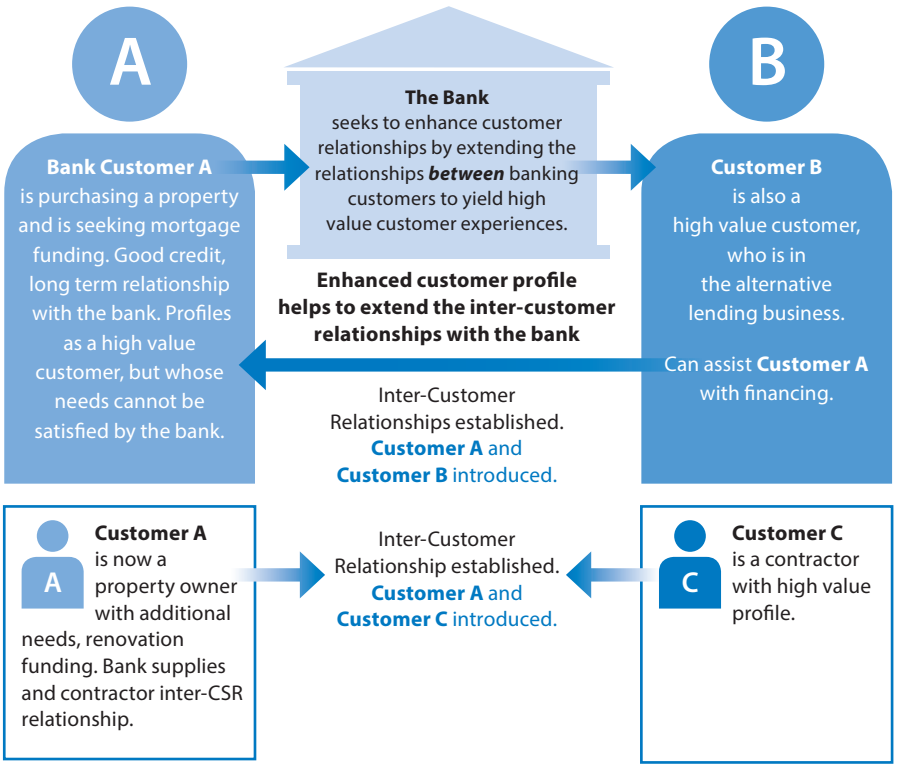 A
Bank Customer A
is purchasing a property
and is seeking mortgage
funding. Good credit,
long term relationship
with the bank. Profiles
as a high value
customer, but whose
needs cannot be
satisfied by the bank.
The Bank
seeks to enhance customer
relationships by extending the
relationships between banking
customers to yield high
value customer experiences.
B
Customer B
is also a
high value customer,
who is in
the alternative
lending business.
Can assist Customer A
with financing.
Enhanced customer profile
helps to extend the inter-customer
relationships with the bank
Inter-Customer
Relationships established.
Customer A and
Customer B introduced.
A
Customer A
is now a
property owner
with additional
needs, renovation
funding. Bank supplies
and contractor inter-CSR
relationship.
Inter-Customer
Relationship established.
Customer A and
Customer C introduced.
C
Customer C
is a contractor
with high value
profile.